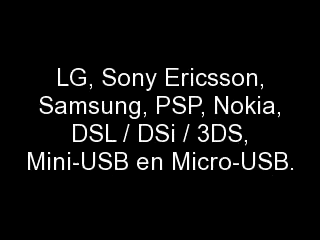 LG, Sony Ericsson,
Samsung, PSP, Nokia,
DSL / DSi / 3DS,
Mini-USB en Micro-USB.